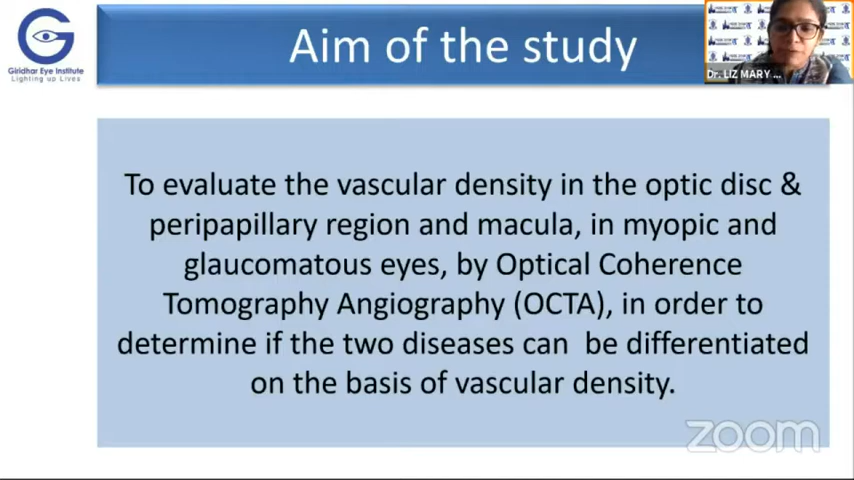 Giridhar Eye Institute
Lighting up Lives
Aim of the study
Dr. LIZ MARY ...
To evaluate the vascular density in the optic disc &
peripapillary region and macula, in myopic and
glaucomatous eyes, by Optical Coherence
Tomography Angiography (OCTA), in order to
determine if the two diseases can  be differentiated
on the basis of vascular density.
zoom